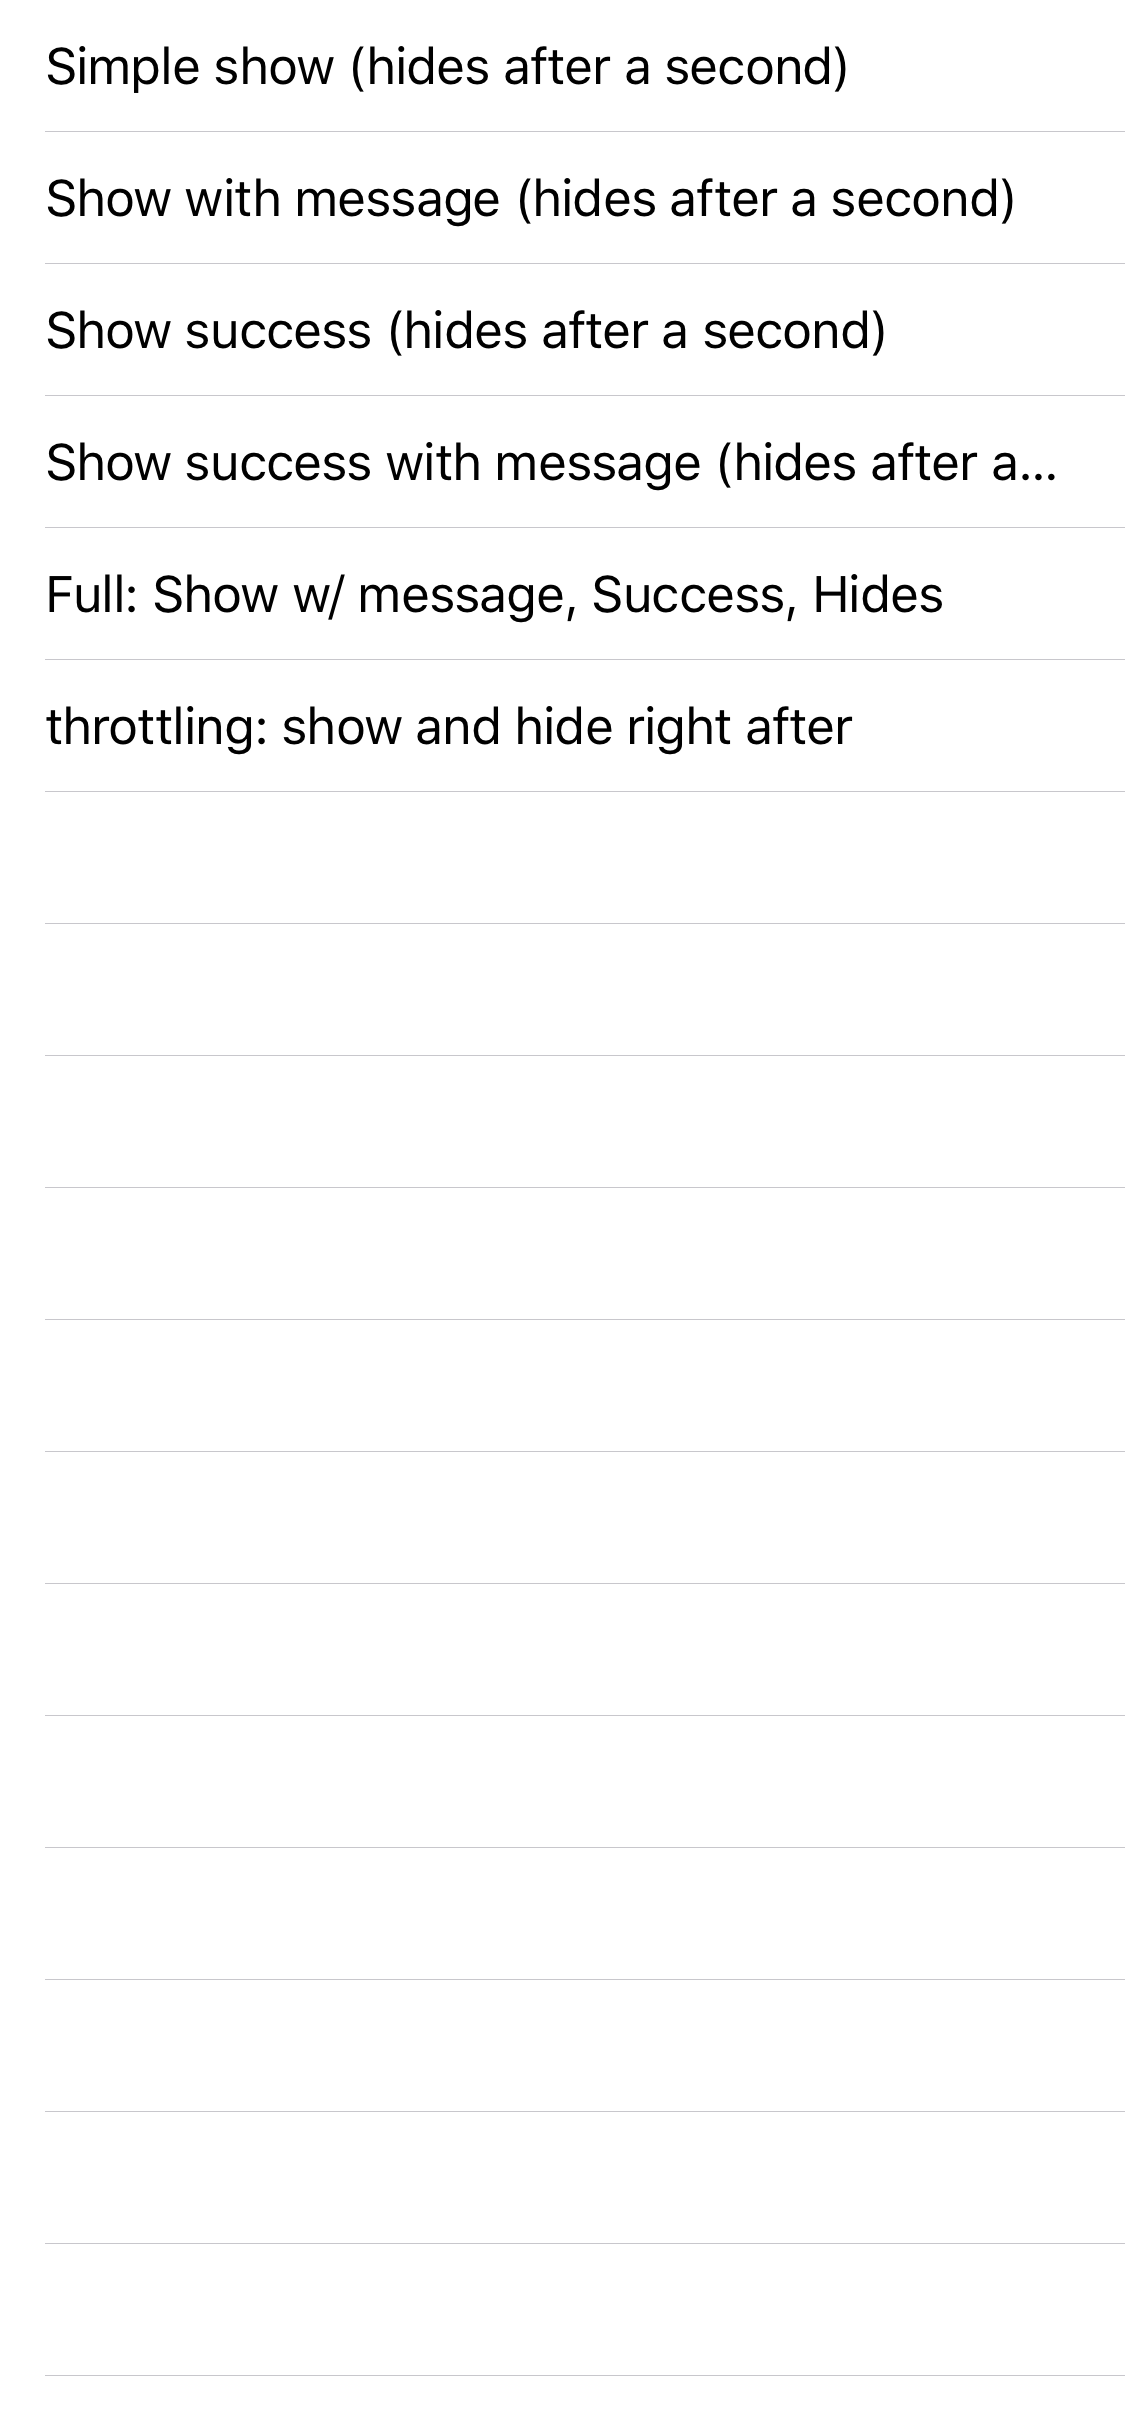 Simple show (hides after a second)
Show with message (hides after a second)
Show success (hides after a second)
Show success with message (hides after a...
Full: Show w/ message, Success, Hides
throttling: show and hide right after